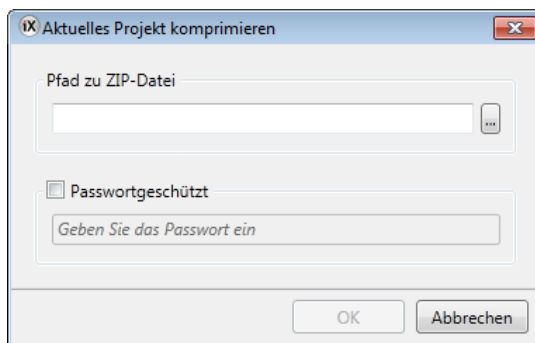 iX Aktuelles Projekt komprimieren
Pfad zu ZIP-Datei
...
Passwortgeschützt
Geben Sie das Passwort ein
OK Abbrechen